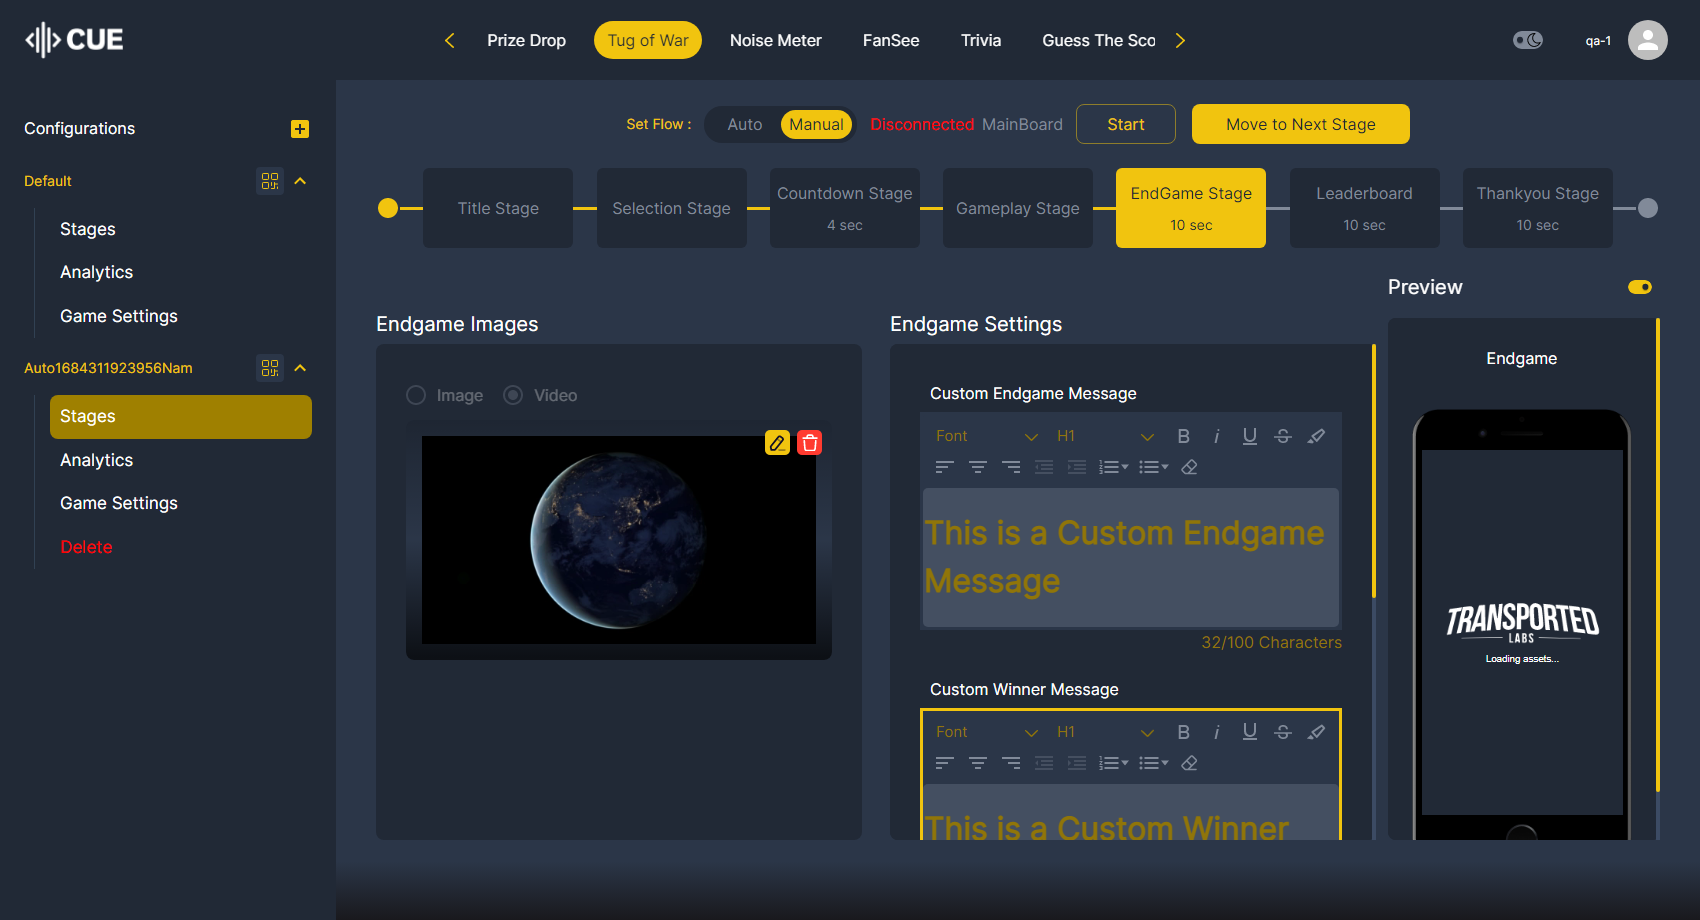 CUE
Prize Drop
Tug of War
Noise Meter
FanSee
Trivia
Guess The Sco
qa-1
Configurations
Default
Stages
Analytics
Game Settings
Auto1684311923956Nam
Stages
Analytics
Game Settings
Delete
Set Flow :
Auto
Manual
Disconnected MainBoard
Start
Move to Next Stage
Title Stage
Selection Stage
Countdown Stage
4 sec
Gameplay Stage
EndGame Stage
10 sec
Leaderboard
10 sec
Thankyou Stage
10 sec
Endgame Images
Image
Video
Endgame Settings
Custom Endgame Message
Font
H1
B
i
U
S
This is a Custom Endgame
Message
32/100 Characters
Custom Winner Message
Font
H1
B
i
U
S
This is a Custom Winner
Preview
Endgame
TRANSPORTED
LABS
Loading assets...